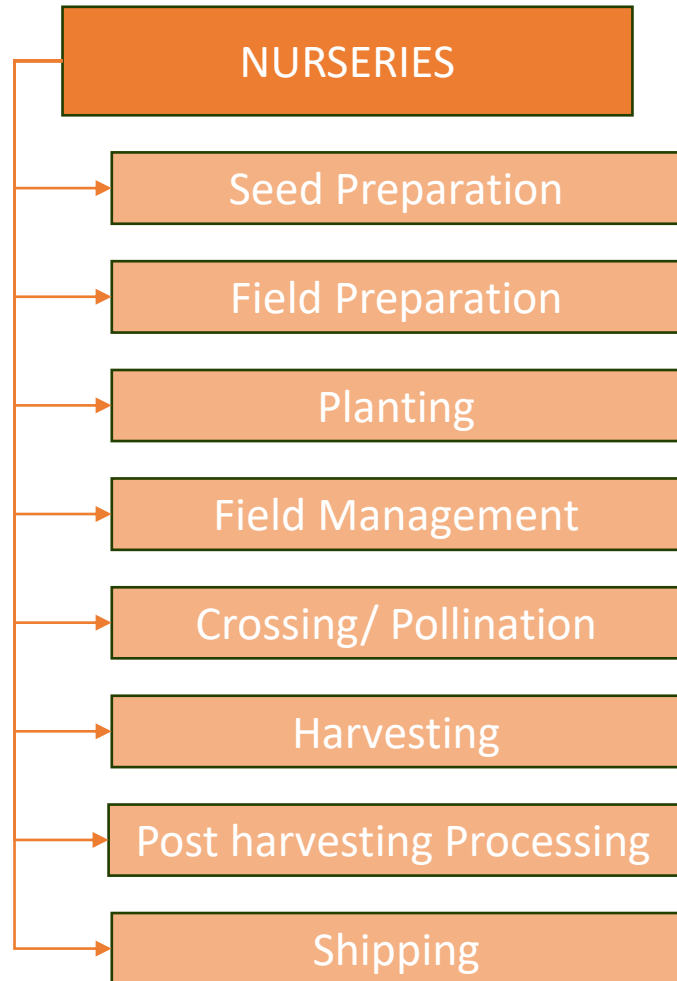 NURSERIES
Seed Preparation
Field Preparation
Planting
Field Management
Crossing/ Pollination
Harvesting
Post harvesting Processing
Shipping